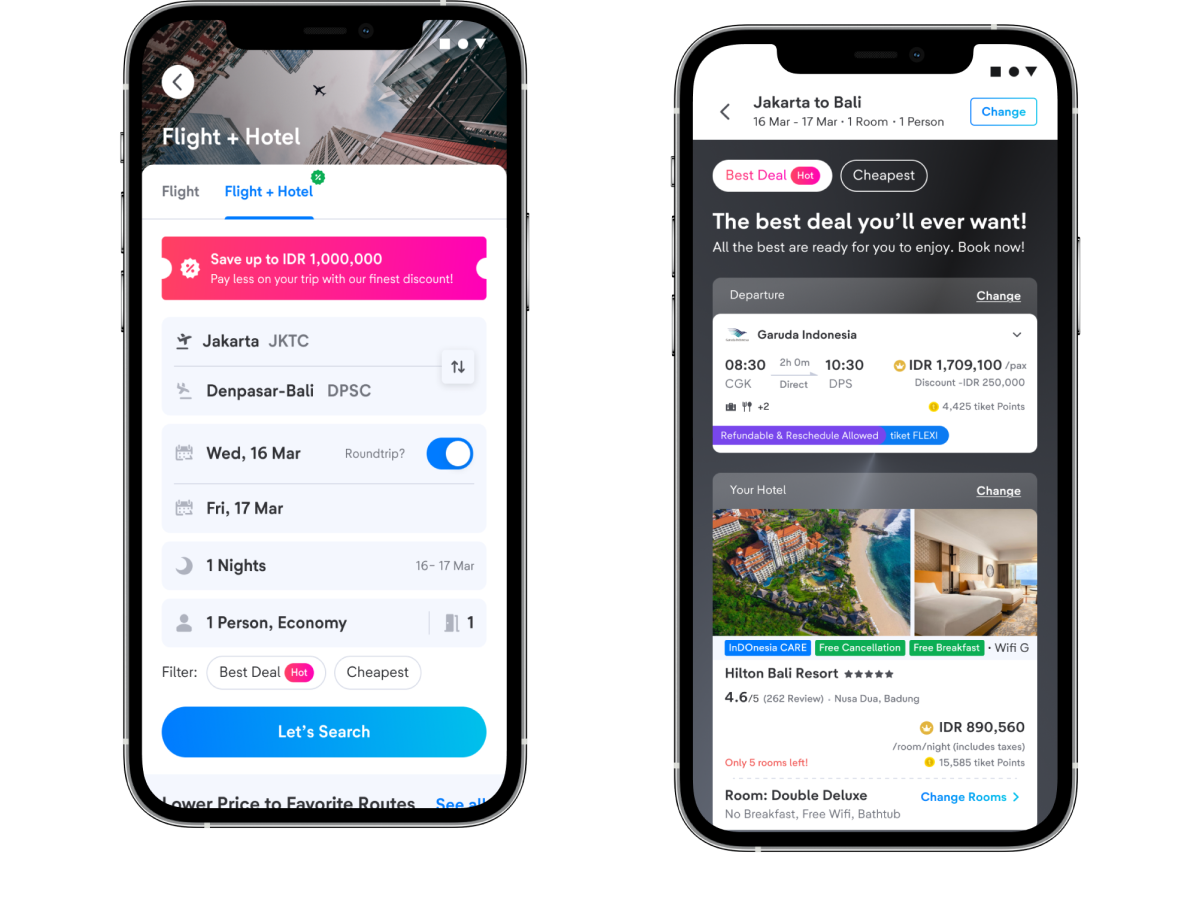 Flight + Hotel
Flight
Flight + Hotel
Save up to IDR 1,000,000
Pay less on your trip with our finest discount!
Jakarta JKTC
Denpasar-Bali DPSC
Wed, 16 Mar Roundtrip?
Fri, 17 Mar
1 Nights 16- 17 Mar
1 Person, Economy 1
Filter: Best Deal Hot Cheapest
Let's Search
Lower Price to Favorite Routes See all
Jakarta to Bali
16 Mar - 17 Mar • 1 Room • 1 Person
Change
Best Deal Hot Cheapest
The best deal you'll ever want!
All the best are ready for you to enjoy. Book now!
Departure Change
Garuda Indonesia
08:30 2h 0m 10:30 IDR 1,709,100 /pax
CGK Direct DPS Discount -IDR 250,000
+2 4,425 tiket Points
Refundable & Reschedule Allowed tiket FLEXI
Your Hotel Change
InDOnesia CARE Free Cancellation Free Breakfast • Wifi G
Hilton Bali Resort ★★★★★
4.6/5 (262 Review) • Nusa Dua, Badung
IDR 890,560
/room/night (includes taxes)
Only 5 rooms left! 15,585 tiket Points
Room: Double Deluxe Change Rooms
No Breakfast, Free Wifi, Bathtub